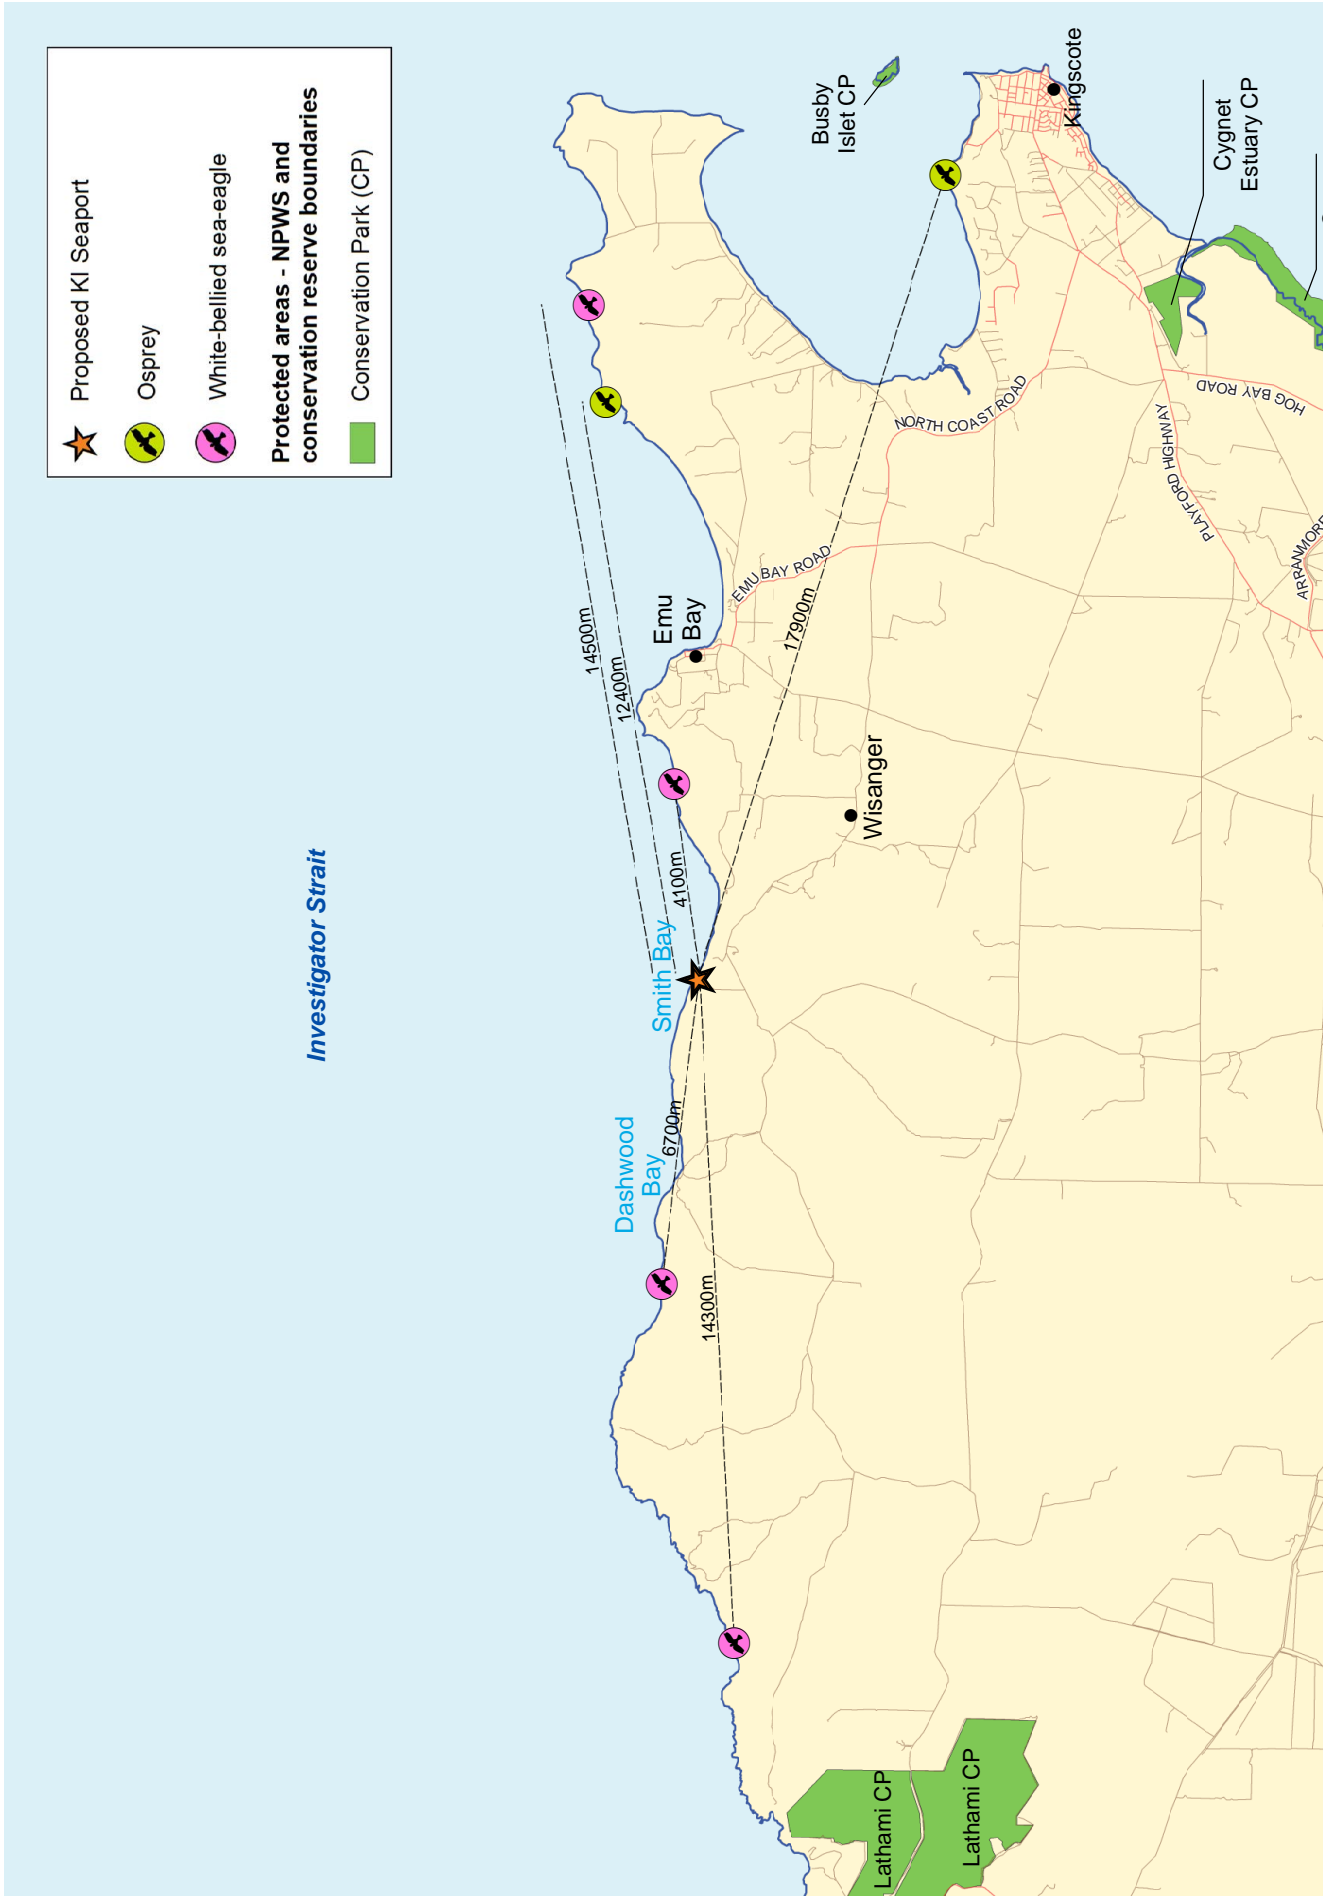 Proposed KI Seaport
Osprey
White-bellied sea-eagle
Protected areas - NPWS and
conservation reserve boundaries
Conservation Park (CP)
Investigator Strait
Dashwood
Bay
Smith Bay
Emu
Bay
Wisanger
Busby
Islet CP
Kingscote
Cygnet
Estuary CP
Lathami CP
Lathami CP
14500m
12400m
4100m
6700m
14300m
17900m
EMU BAY ROAD
NORTH COAST ROAD
PLAYFORD HIGHWAY
HOG BAY ROAD
ARRANMORE